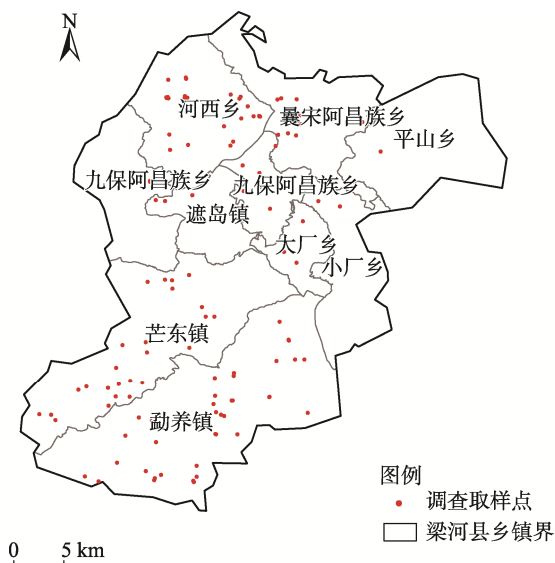 N
河西乡
曩宋阿昌族乡
平山乡
九保阿昌族乡
九保阿昌族乡
遮岛镇
大厂乡
小厂乡
芒东镇
勐养镇
图例
调查取样点
梁河县乡镇界
0 5 km